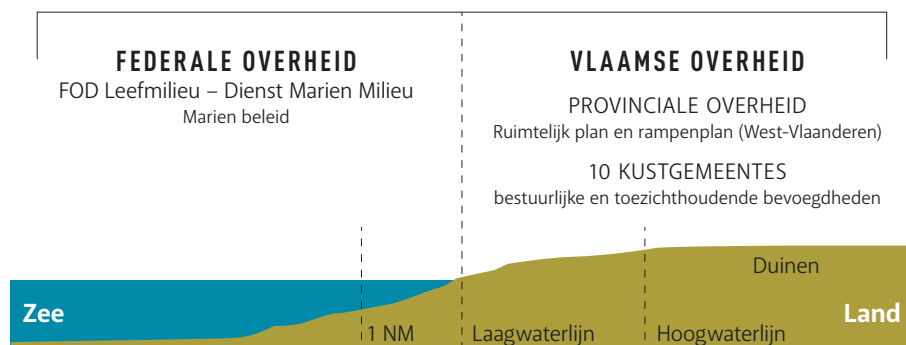 FEDERALE OVERHEID
FOD Leefmilieu – Dienst Marien Milieu
Marien beleid
VLAAMSE OVERHEID
PROVINCIALE OVERHEID
Ruimtelijk plan en rampenplan (West-Vlaanderen)
10 KUSTGEMEENTES
bestuurlijke en toezichthoudende bevoegdheden
Duinen
Zee
Land
1 NM
Laagwaterlijn
Hoogwaterlijn